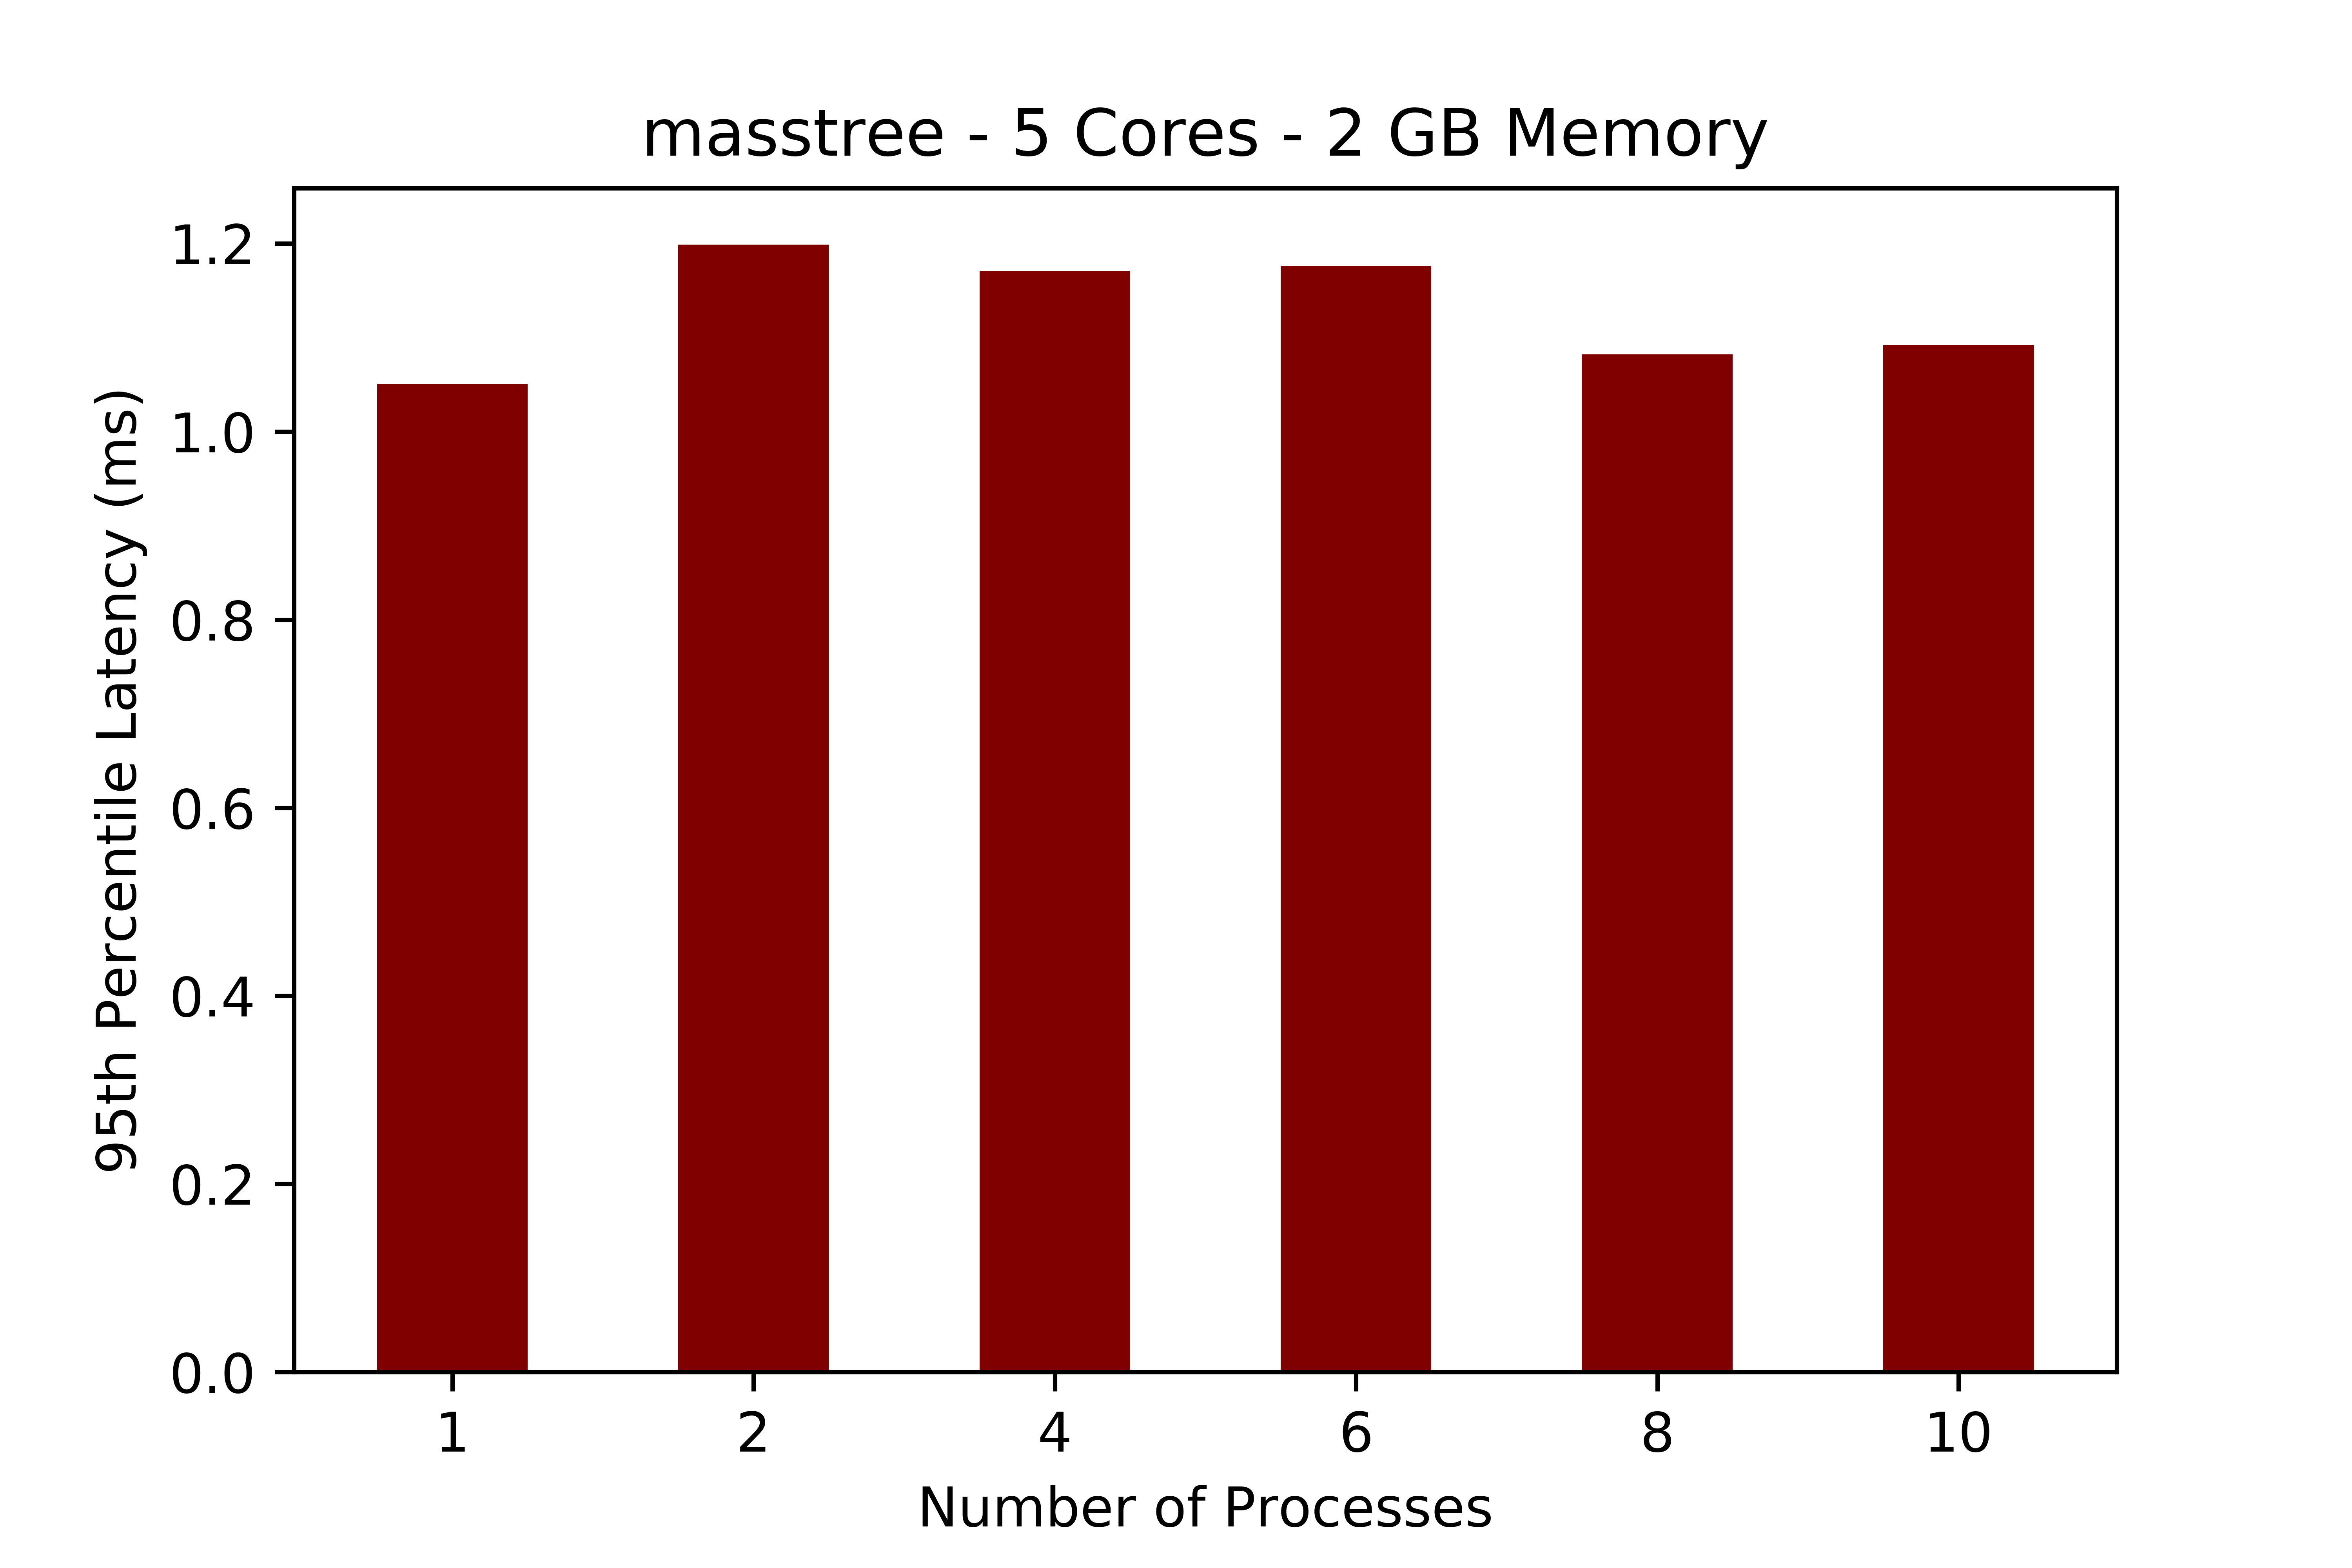 masstree - 5 Cores - 2 GB Memory
95th Percentile Latency (ms)
1.2
1.0
0.8
0.6
0.4
0.2
0.0
1 2 4 6 8 10
Number of Processes